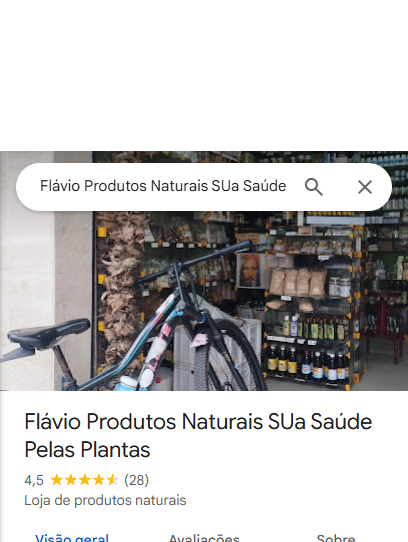 Flávio Produtos Naturais SUa Saúde
Flávio Produtos Naturais SUa Saúde
Pelas Plantas
4,5 (28)
Loja de produtos naturais
Visão geral Avaliações Sobre